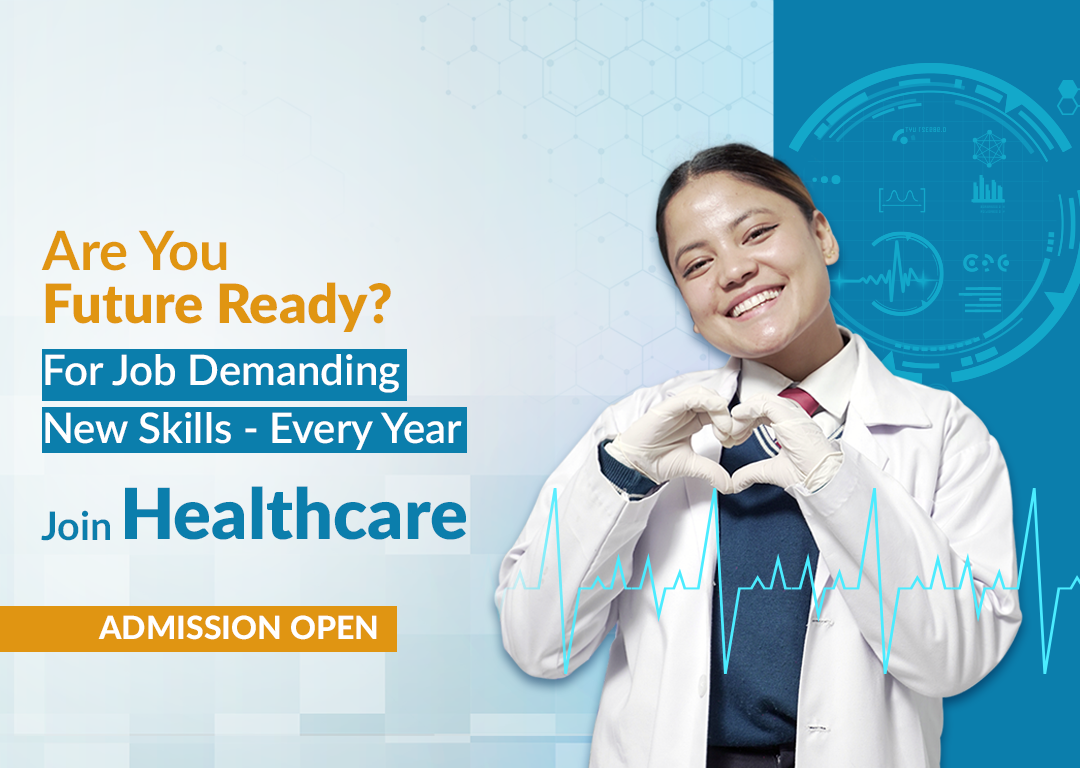 Are You
Future Ready?
For Job Demanding
New Skills - Every Year
Join Healthcare
ADMISSION OPEN